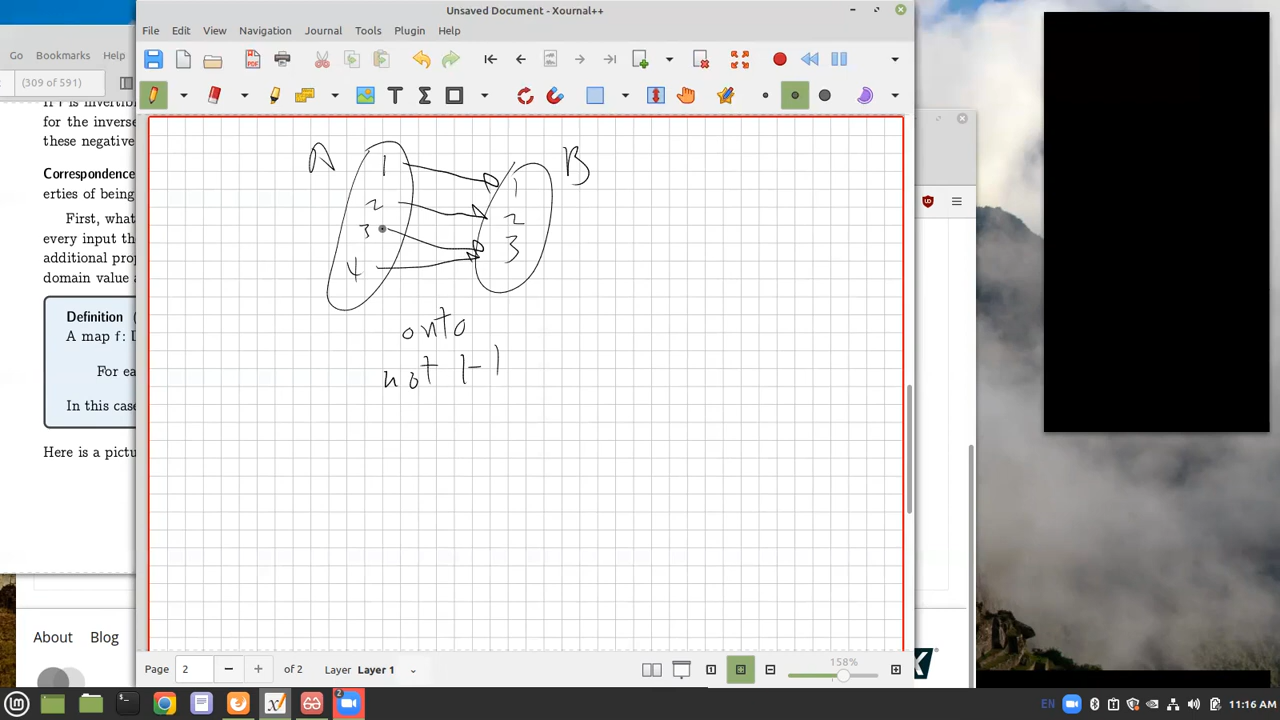 Unsaved Document - Xournal++
File Edit View Navigation Journal Tools Plugin Help
Go Bookmarks Help
(309 of 591)
for the inverse
these negative
Correspondence
erties of being
First, what
every input th
additional prop
domain value a
Definition (
A map f:
For ea
In this case
Here is a pictu
A
1
2
3
4
1
2
3
B
onto
not 1-1
About Blog
Page 2 of 2 Layer Layer 1 158%
2
EN 11:16 AM